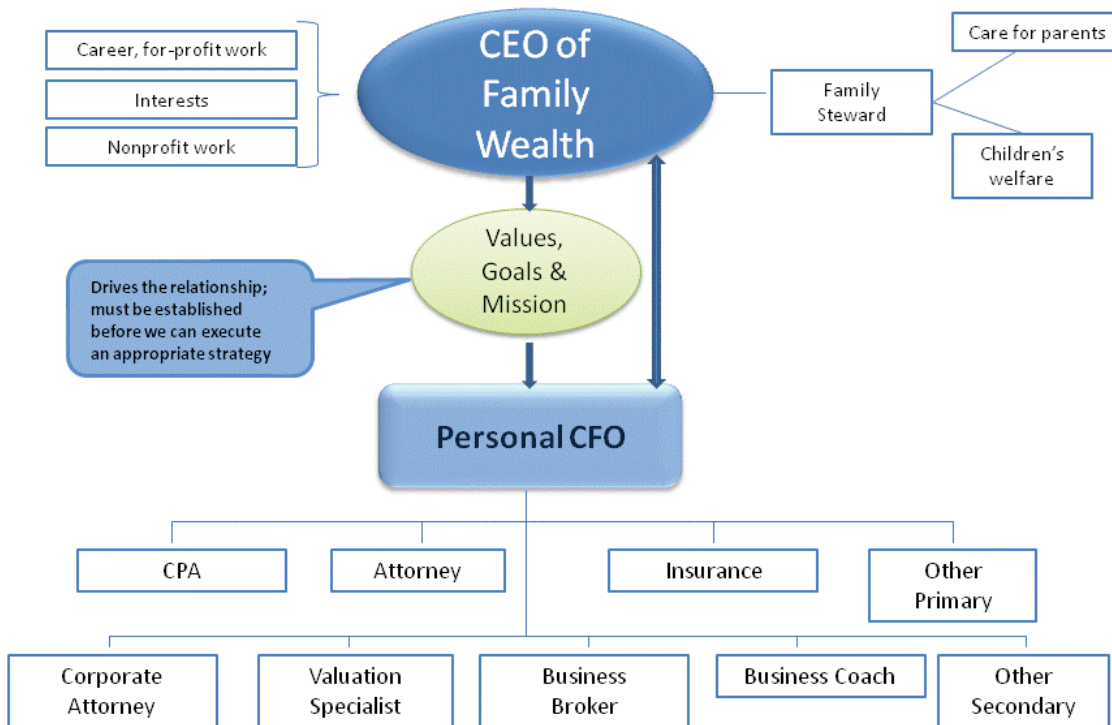 Career, for-profit work
Interests
Nonprofit work
CEO of
Family
Wealth
Family
Steward
Care for parents
Children's
welfare
Values,
Goals &
Mission
Drives the relationship;
must be established
before we can execute
an appropriate strategy
Personal CFO
CPA
Attorney
Insurance
Other
Primary
Corporate
Attorney
Valuation
Specialist
Business
Broker
Business Coach
Other
Secondary